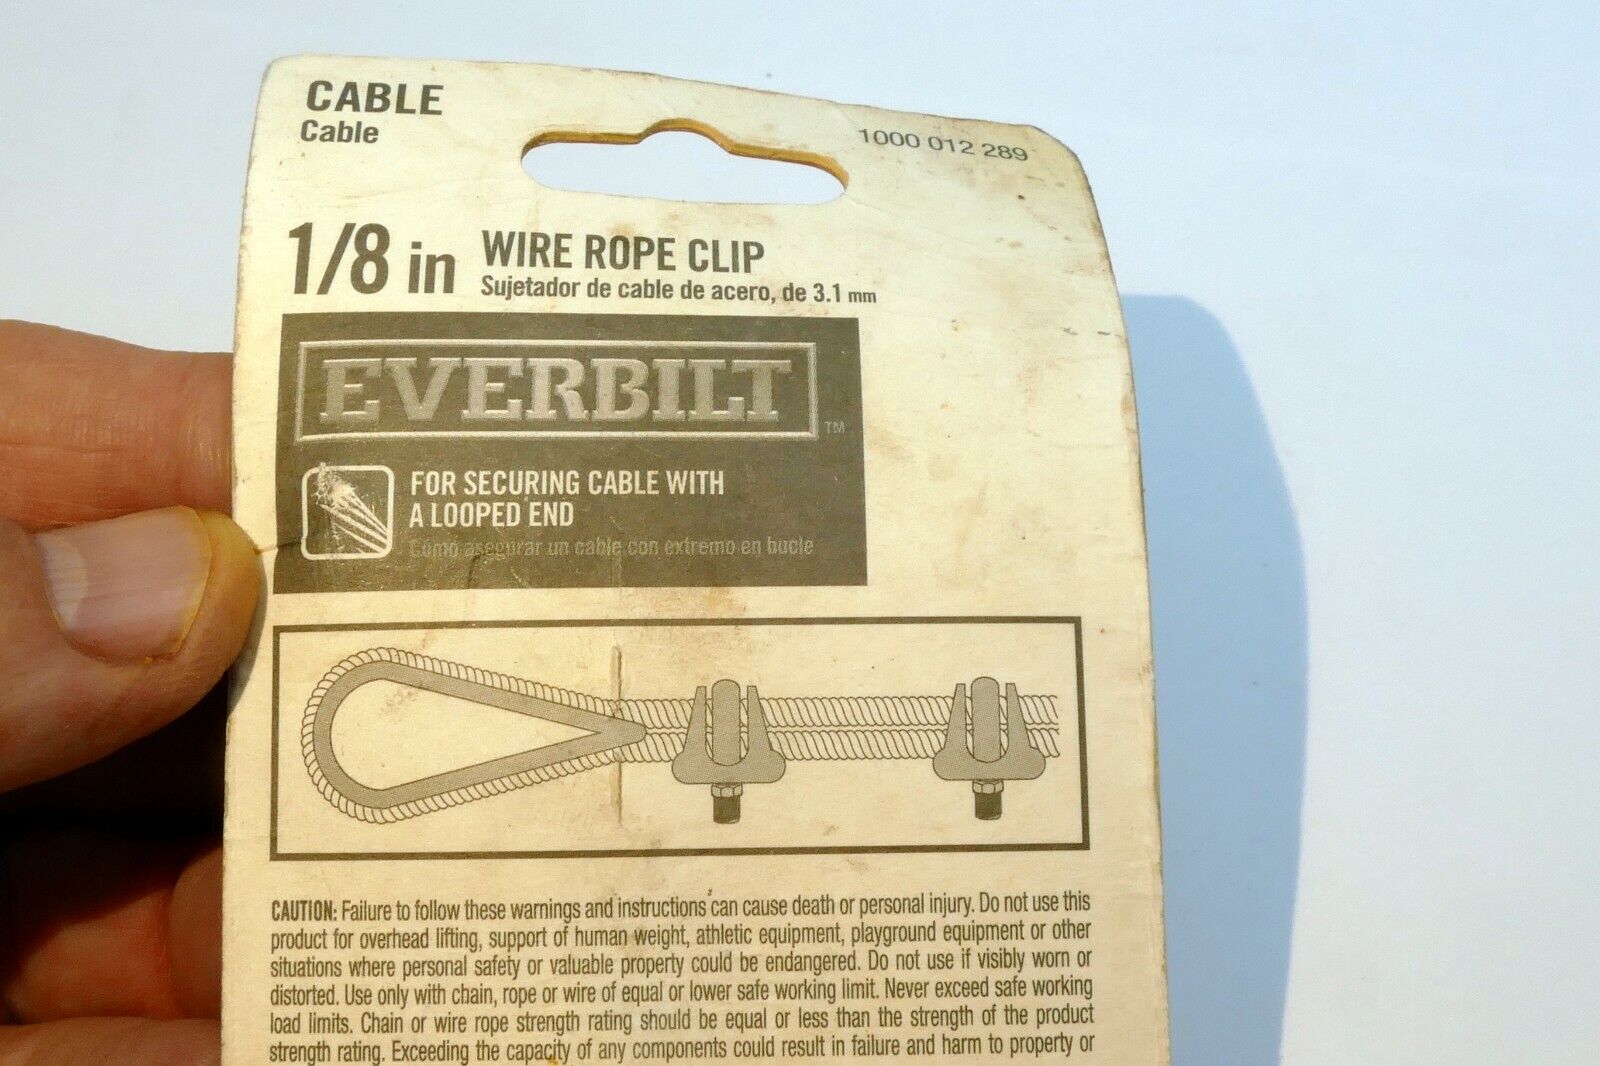 CABLE
Cable
1000 012 289
1/8 in
WIRE ROPE CLIP
Sujetador de cable de acero, de 3.1 mm
EVERBILT™
FOR SECURING CABLE WITH
A LOOPED END
Cómo asegurar un cable con extremo en bucle
CAUTION: Failure to follow these warnings and instructions can cause death or personal injury. Do not use this
product for overhead lifting, support of human weight, athletic equipment, playground equipment or other
situations where personal safety or valuable property could be endangered. Do not use if visibly worn or
distorted. Use only with chain, rope or wire of equal or lower safe working limit. Never exceed safe working
load limits. Chain or wire rope strength rating should be equal or less than the strength of the product
strength rating. Exceeding the capacity of any components could result in failure and harm to property or